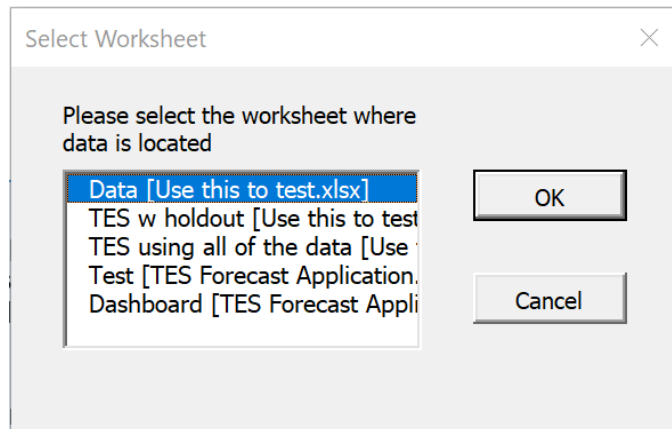 Select Worksheet
Please select the worksheet where
data is located
Data [Use this to test.xlsx]
TES w holdout [Use this to test
TES using all of the data [Use
Test [TES Forecast Application.
Dashboard [TES Forecast Appli
OK
Cancel